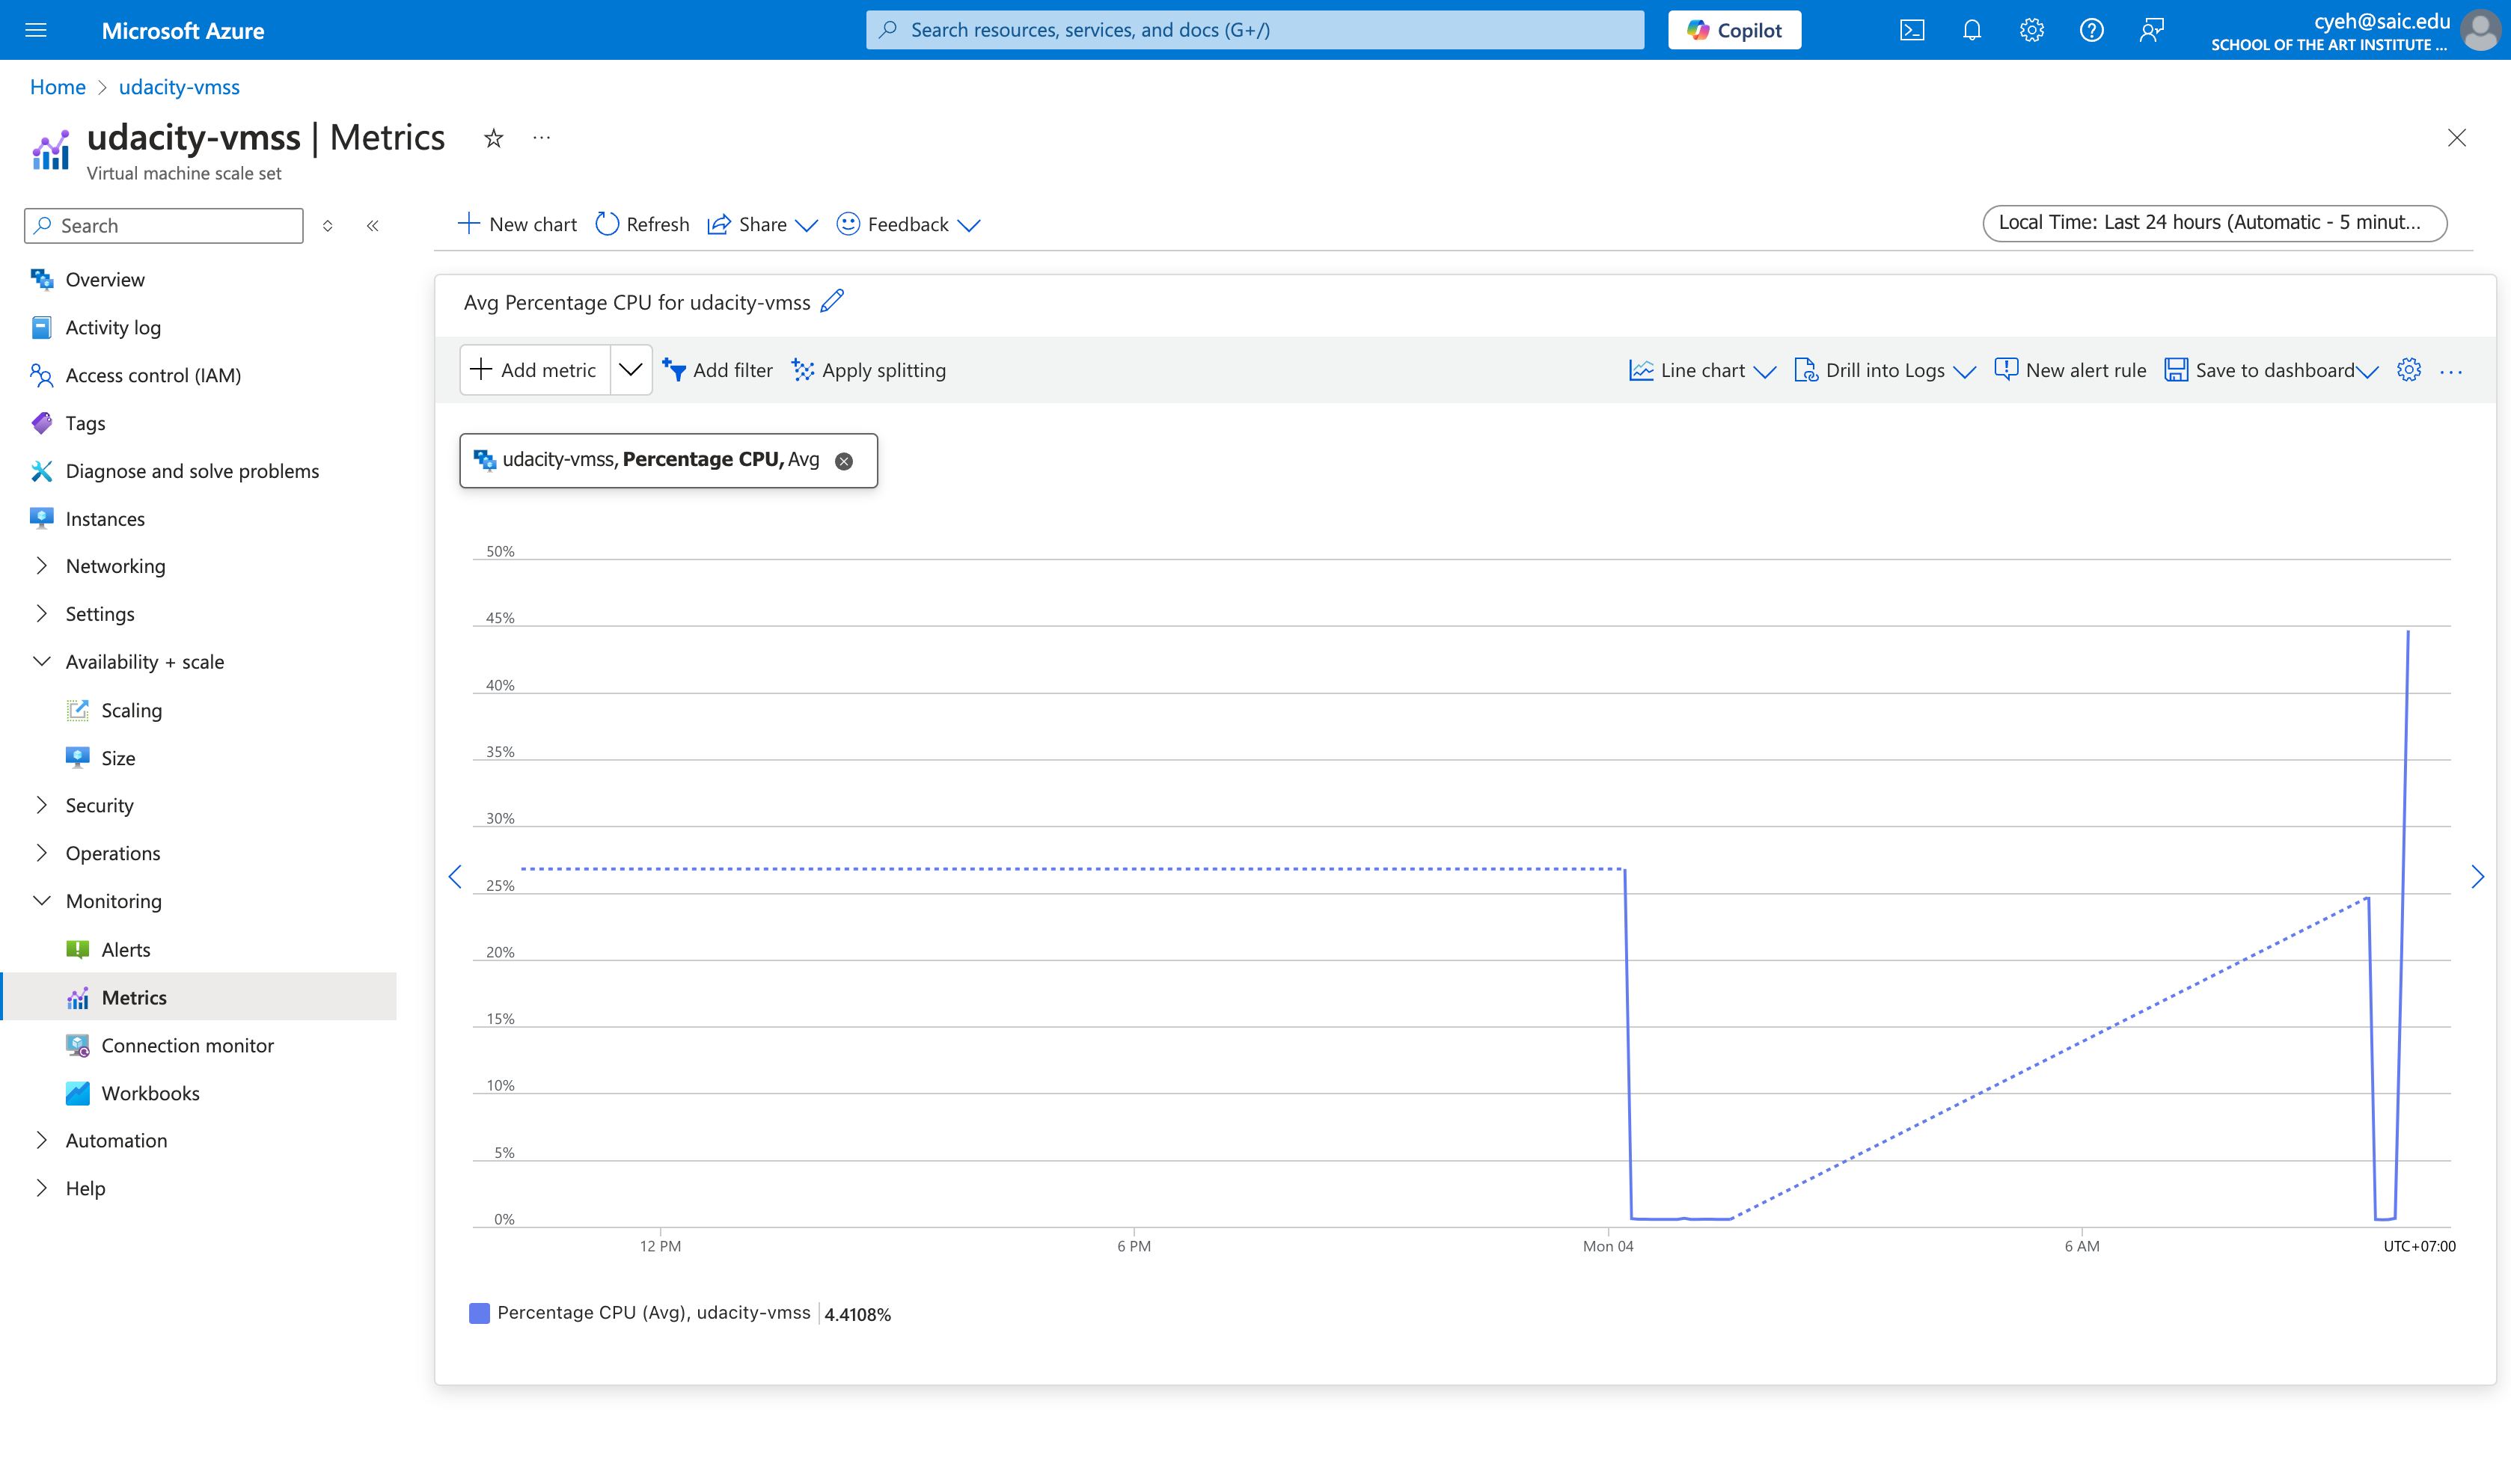 Microsoft Azure
Search resources, services, and docs (G+/)
Copilot
cyeh@saic.edu
SCHOOL OF THE ART INSTITUTE ...
Home > udacity-vmss
udacity-vmss | Metrics
Virtual machine scale set
Search
New chart Refresh Share Feedback
Local Time: Last 24 hours (Automatic - 5 minut...
Overview
Activity log
Access control (IAM)
Tags
Diagnose and solve problems
Instances
Networking
Settings
Availability + scale
Scaling
Size
Security
Operations
Monitoring
Alerts
Metrics
Connection monitor
Workbooks
Automation
Help
Avg Percentage CPU for udacity-vmss
Add metric Add filter Apply splitting Line chart Drill into Logs New alert rule Save to dashboard
udacity-vmss, Percentage CPU, Avg
50%
45%
40%
35%
30%
25%
20%
15%
10%
5%
0%
12 PM 6 PM Mon 04 6 AM UTC+07:00
Percentage CPU (Avg), udacity-vmss 4.4108%